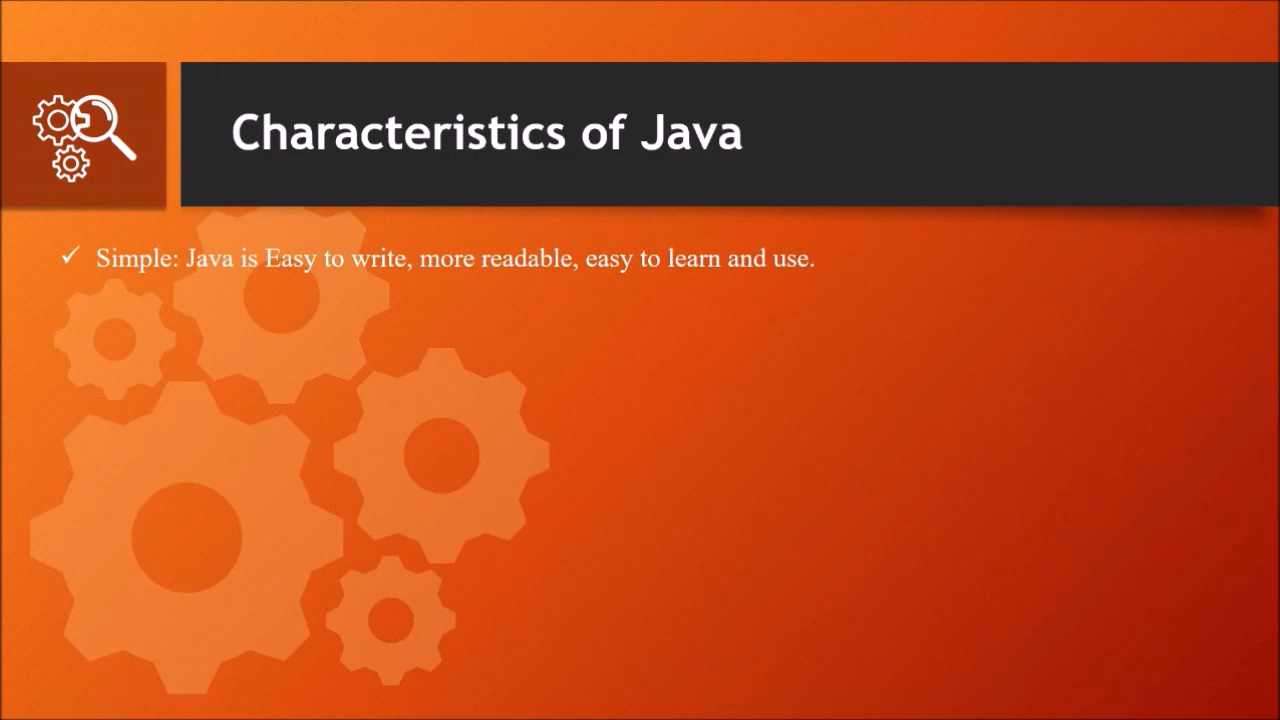 Characteristics of Java
✓ Simple: Java is Easy to write, more readable, easy to learn and use.